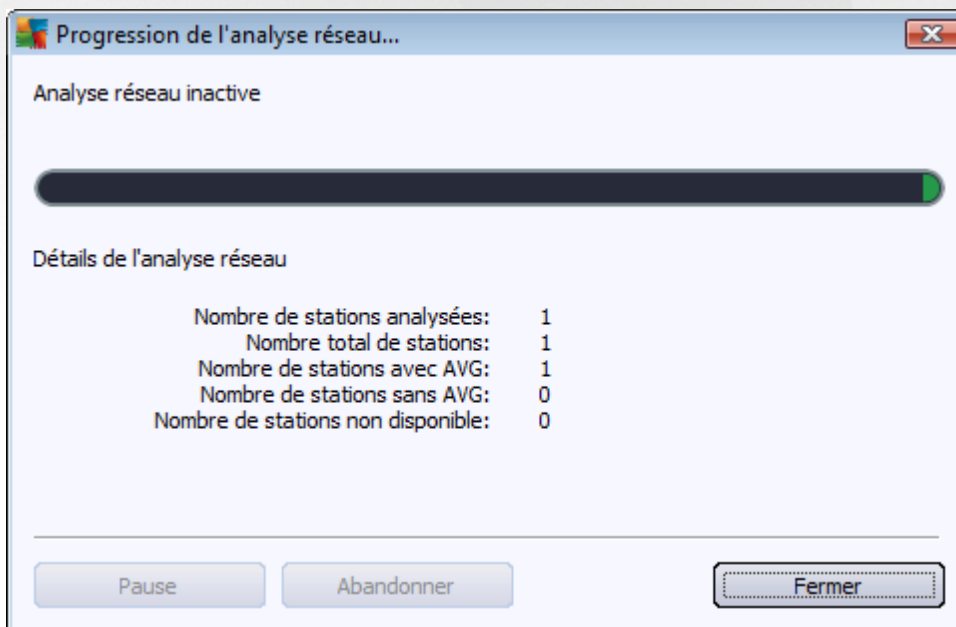 Progression de l'analyse réseau...
Analyse réseau inactive
Détails de l'analyse réseau
Nombre de stations analysées: 1
Nombre total de stations: 1
Nombre de stations avec AVG: 1
Nombre de stations sans AVG: 0
Nombre de stations non disponible: 0
Pause Abandonner Fermer